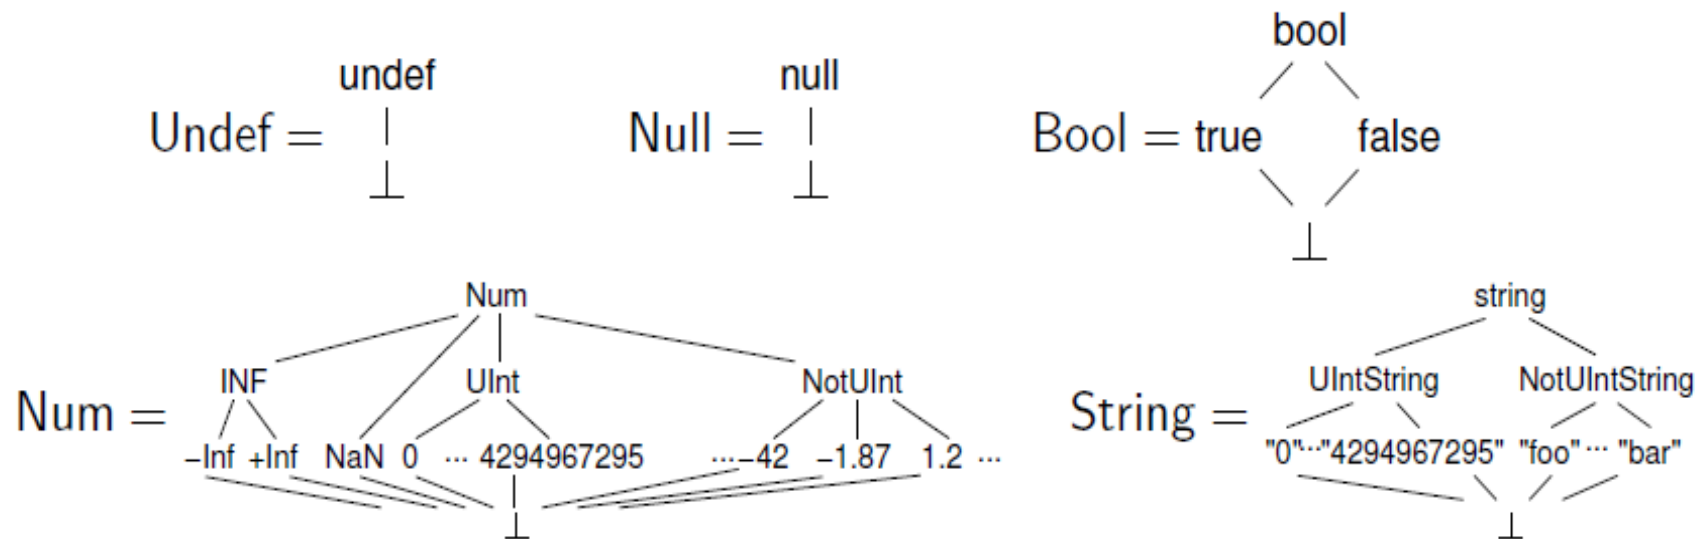 undef null bool
Undef = Null = Bool = true false
⊥ ⊥ ⊥
Num string
INF UInt NotUInt UIntString NotUIntString
Num = String =
−Inf +Inf NaN 0 ··· 4294967295 ···−42 −1.87 1.2 ··· "0"···"4294967295" "foo" ··· "bar"
⊥ ⊥